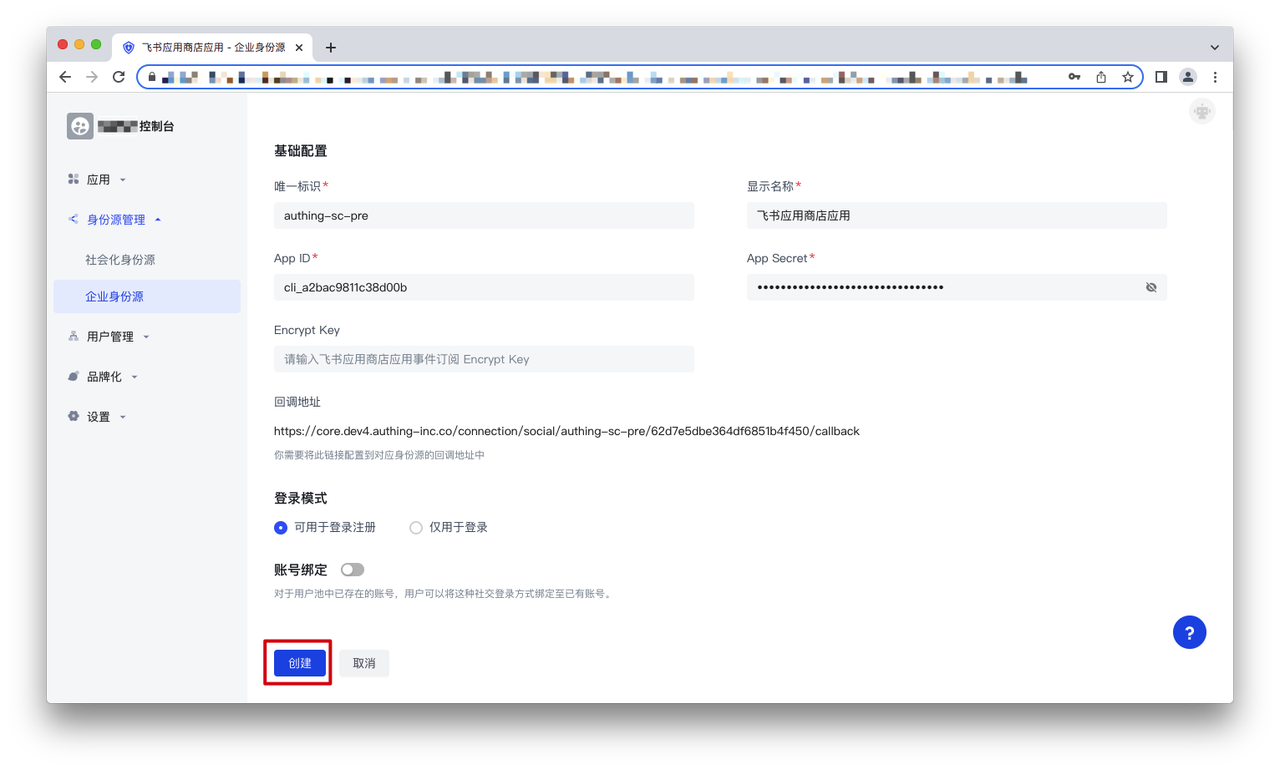 飞书应用商店应用 - 企业身份源
控制台
应用
身份源管理
社会化身份源
企业身份源
用户管理
品牌化
设置
基础配置
唯一标识*
显示名称*
authing-sc-pre
飞书应用商店应用
App ID*
App Secret*
cli_a2bac9811c38d00b
••••••••••••••••••••••••••••••••
Encrypt Key
请输入飞书应用商店应用事件订阅 Encrypt Key
回调地址
https://core.dev4.authing-inc.co/connection/social/authing-sc-pre/62d7e5dbe364df6851b4f450/callback
你需要将此链接配置到对应身份源的回调地址中
登录模式
可用于登录注册
仅用于登录
账号绑定
对于用户池中已存在的账号，用户可以将这种社交登录方式绑定至已有账号。
创建
取消
?